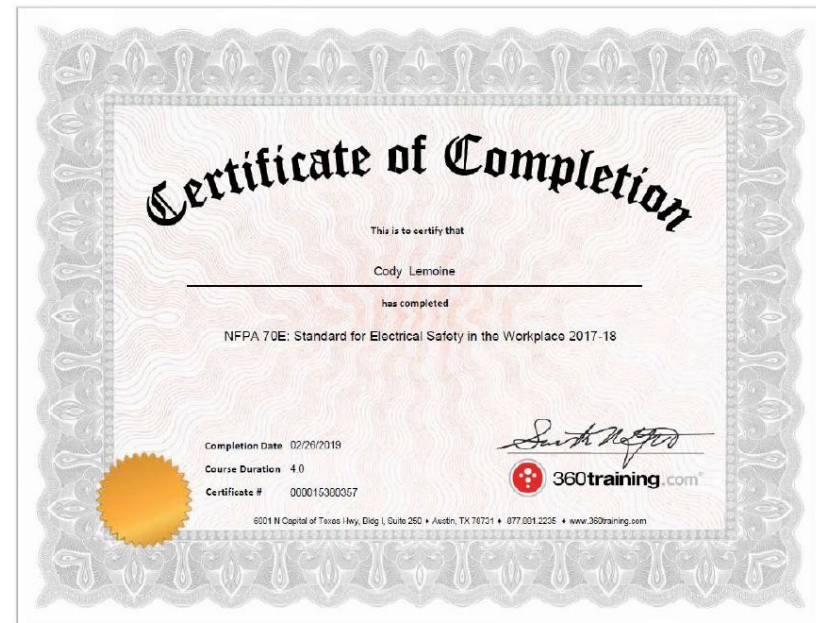 Certificate of Completion
This is to certify that
Cody Lemoine
has completed
NFPA 70E: Standard for Electrical Safety in the Workplace 2017-18
Completion Date 02/26/2019
Course Duration 4.0
Certificate # 000015380357
360training.com®
6001 N Capital of Texas Hwy, Bldg I, Suite 250 ♦ Austin, TX 78731 ♦ 877.881.2235 ♦ www.360training.com